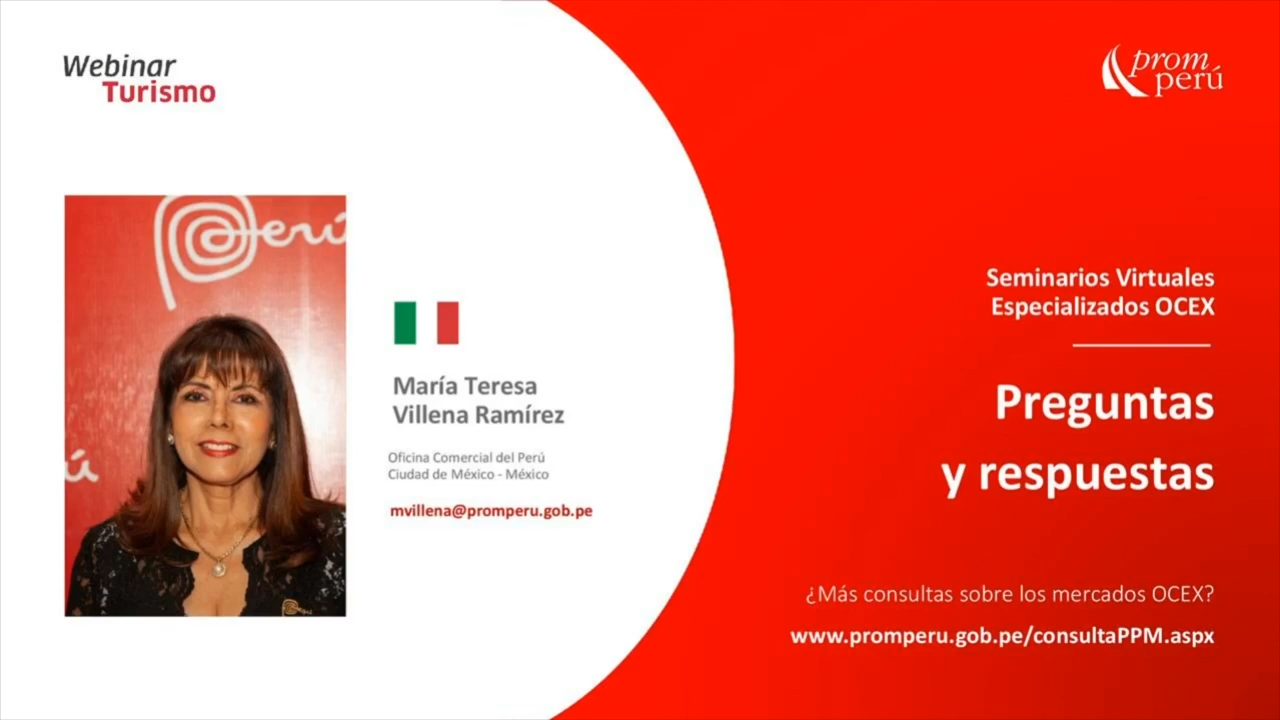 Webinar
Turismo
prom
perú
Perú
ú
Seminarios Virtuales
Especializados OCEX
María Teresa
Villena Ramírez
Preguntas
y respuestas
Oficina Comercial del Perú
Ciudad de México - México
mvillena@promperu.gob.pe
¿Más consultas sobre los mercados OCEX?
www.promperu.gob.pe/consultaPPM.aspx